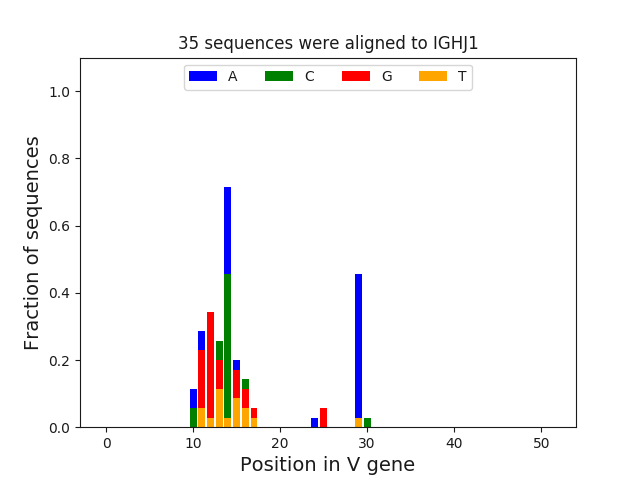 35 sequences were aligned to IGHJ1
A C G T
Fraction of sequences
1.0
0.8
0.6
0.4
0.2
0.0
0 10 20 30 40 50
Position in V gene